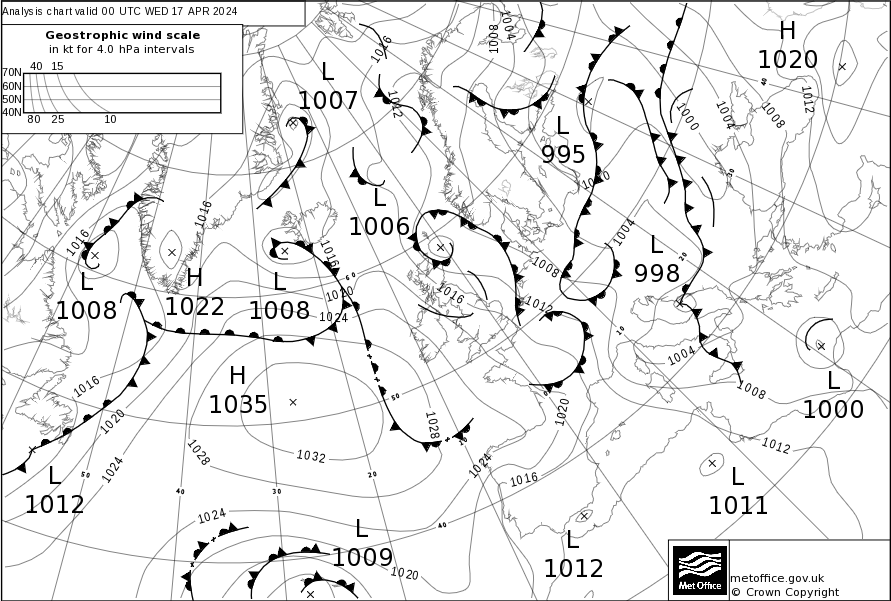 Analysis chart valid 00 UTC WED 17 APR 2024
Geostrophic wind scale
in kt for 4.0 hPa intervals
40 15
70N
60N
50N
40N
80 25 10
1016
1008
1004
H
1020
40
L
1007
1012
1000
1004
1008
1012
L
995
1010
30
1016
L
1006
1016
1004
1016
L
998
20
L
1008
H
1022
L
1008
60
1008
1020
1016
1012
1024
10
1004
1016
H
1035
50
1008
L
1000
0
1020
1020
1028
1028
1032
10
1012
1024
1024
L
1012
50
20
1016
L
1011
40
30
1024
40
L
1009
L
1012
1020
Met Office
metoffice.gov.uk
© Crown Copyright